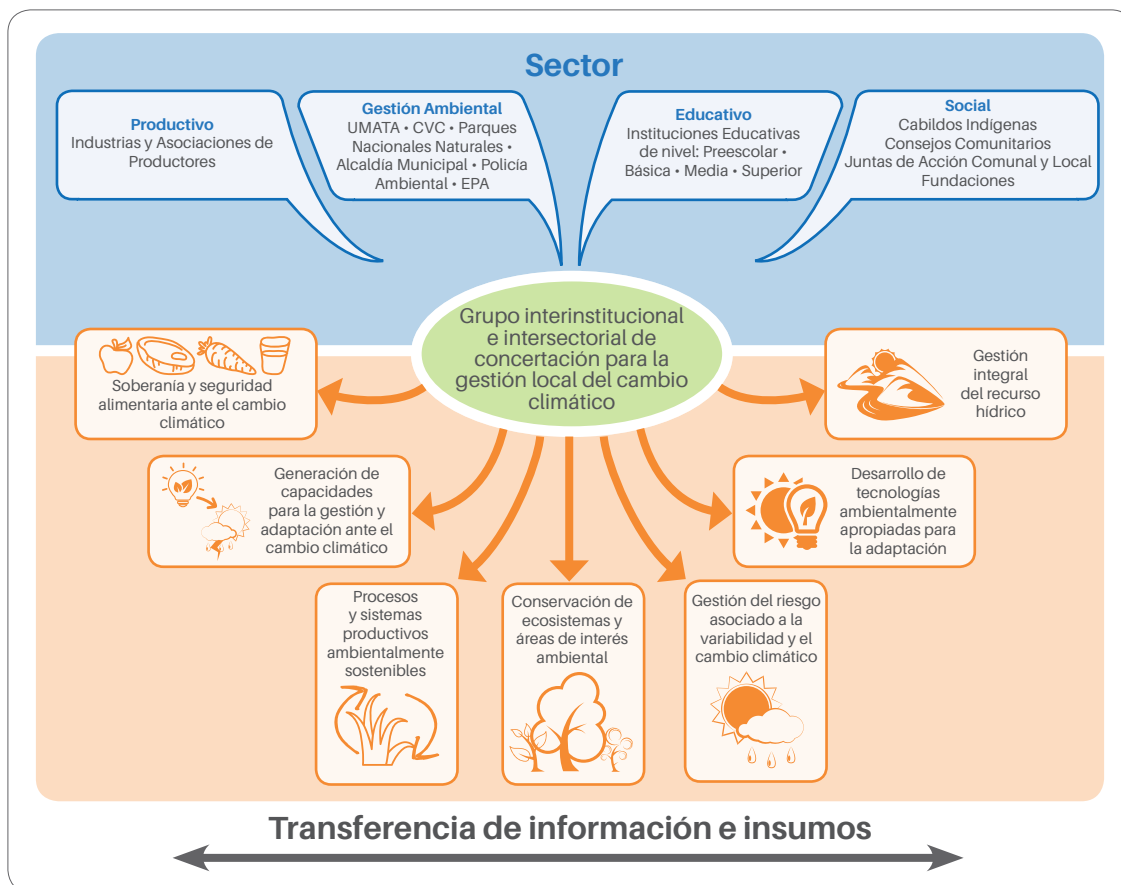 Sector
Productivo
Industrias y Asociaciones de
Productores
Gestión Ambiental
UMATA • CVC • Parques
Nacionales Naturales •
Alcaldía Municipal • Policía
Ambiental • EPA
Educativo
Instituciones Educativas
de nivel: Preescolar •
Básica • Media • Superior
Social
Cabildos Indígenas
Consejos Comunitarios
Juntas de Acción Comunal y Local
Fundaciones
Grupo interinstitucional
e intersectorial de
concertación para la
gestión local del cambio
climático
Soberanía y seguridad
alimentaria ante el cambio
climático
Generación de
capacidades
para la gestión y
adaptación ante el
cambio climático
Procesos
y sistemas
productivos
ambientalmente
sostenibles
Conservación de
ecosistemas y
áreas de interés
ambiental
Gestión del riesgo
asociado a la
variabilidad y el
cambio climático
Desarrollo de
tecnologías
ambientalmente
apropiadas para
la adaptación
Gestión
integral
del recurso
hídrico
Transferencia de información e insumos